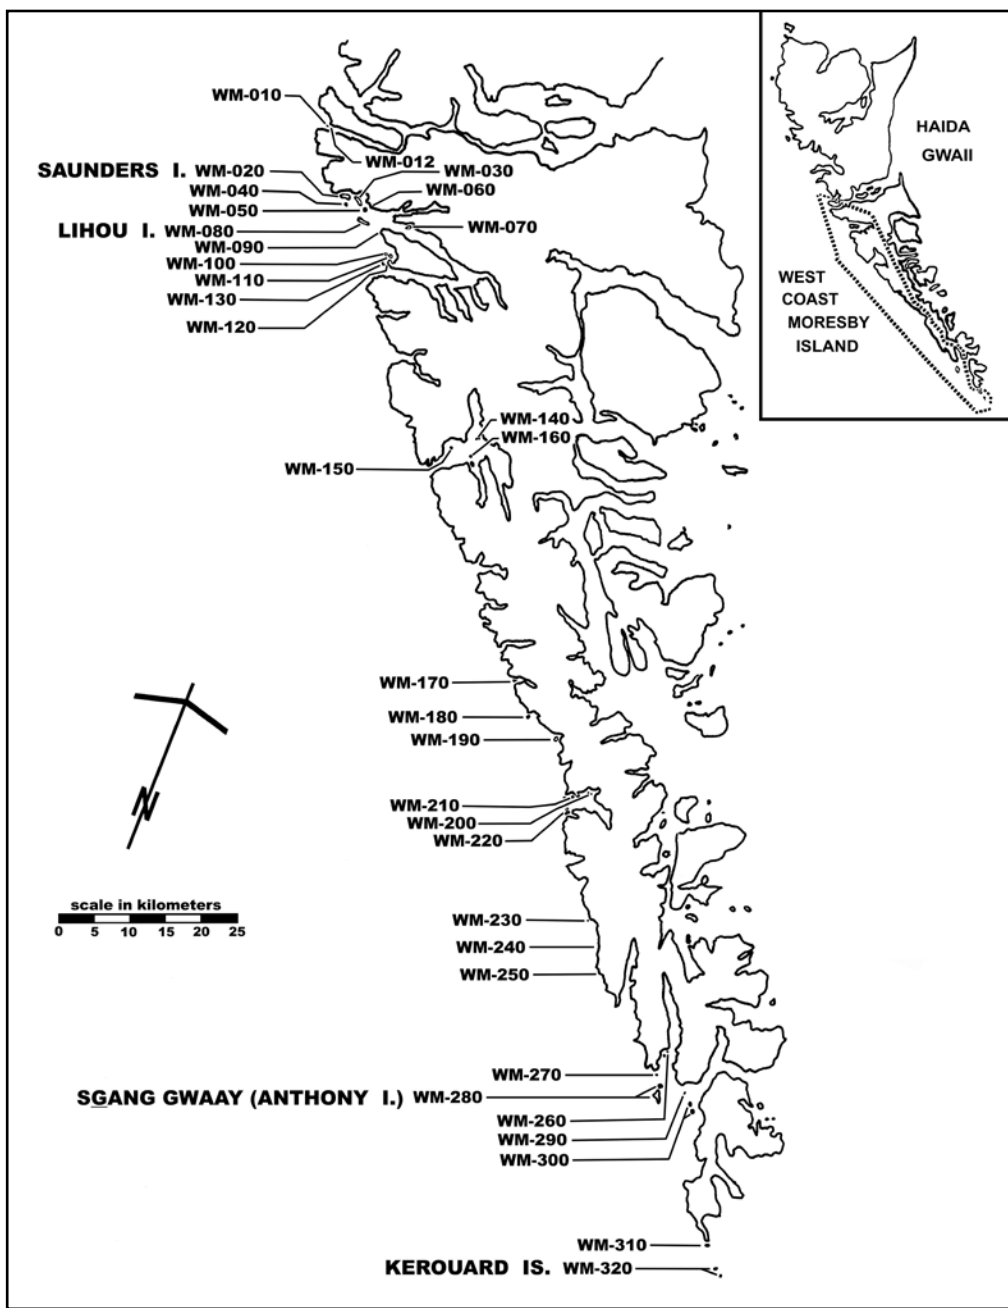 WM-010
HAIDA
GWAII
WM-012
SAUNDERS I. WM-020
WM-030
WM-040
WM-060
WM-050
LIHOU I. WM-080
WM-070
WM-090
WM-100
WM-110
WM-130
WM-120
WEST
COAST
MORESBY
ISLAND
WM-140
WM-160
WM-150
WM-170
WM-180
WM-190
N
WM-210
WM-200
WM-220
scale in kilometers
0 5 10 15 20 25
WM-230
WM-240
WM-250
WM-270
SGANG GWAAY (ANTHONY I.) WM-280
WM-260
WM-290
WM-300
WM-310
KEROUARD IS. WM-320